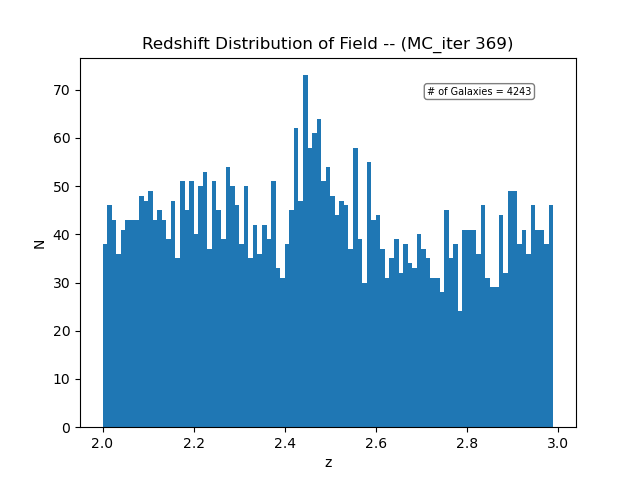 Redshift Distribution of Field -- (MC_iter 369)
# of Galaxies = 4243
70
60
50
40
30
20
10
0
N
2.0 2.2 2.4 2.6 2.8 3.0
z